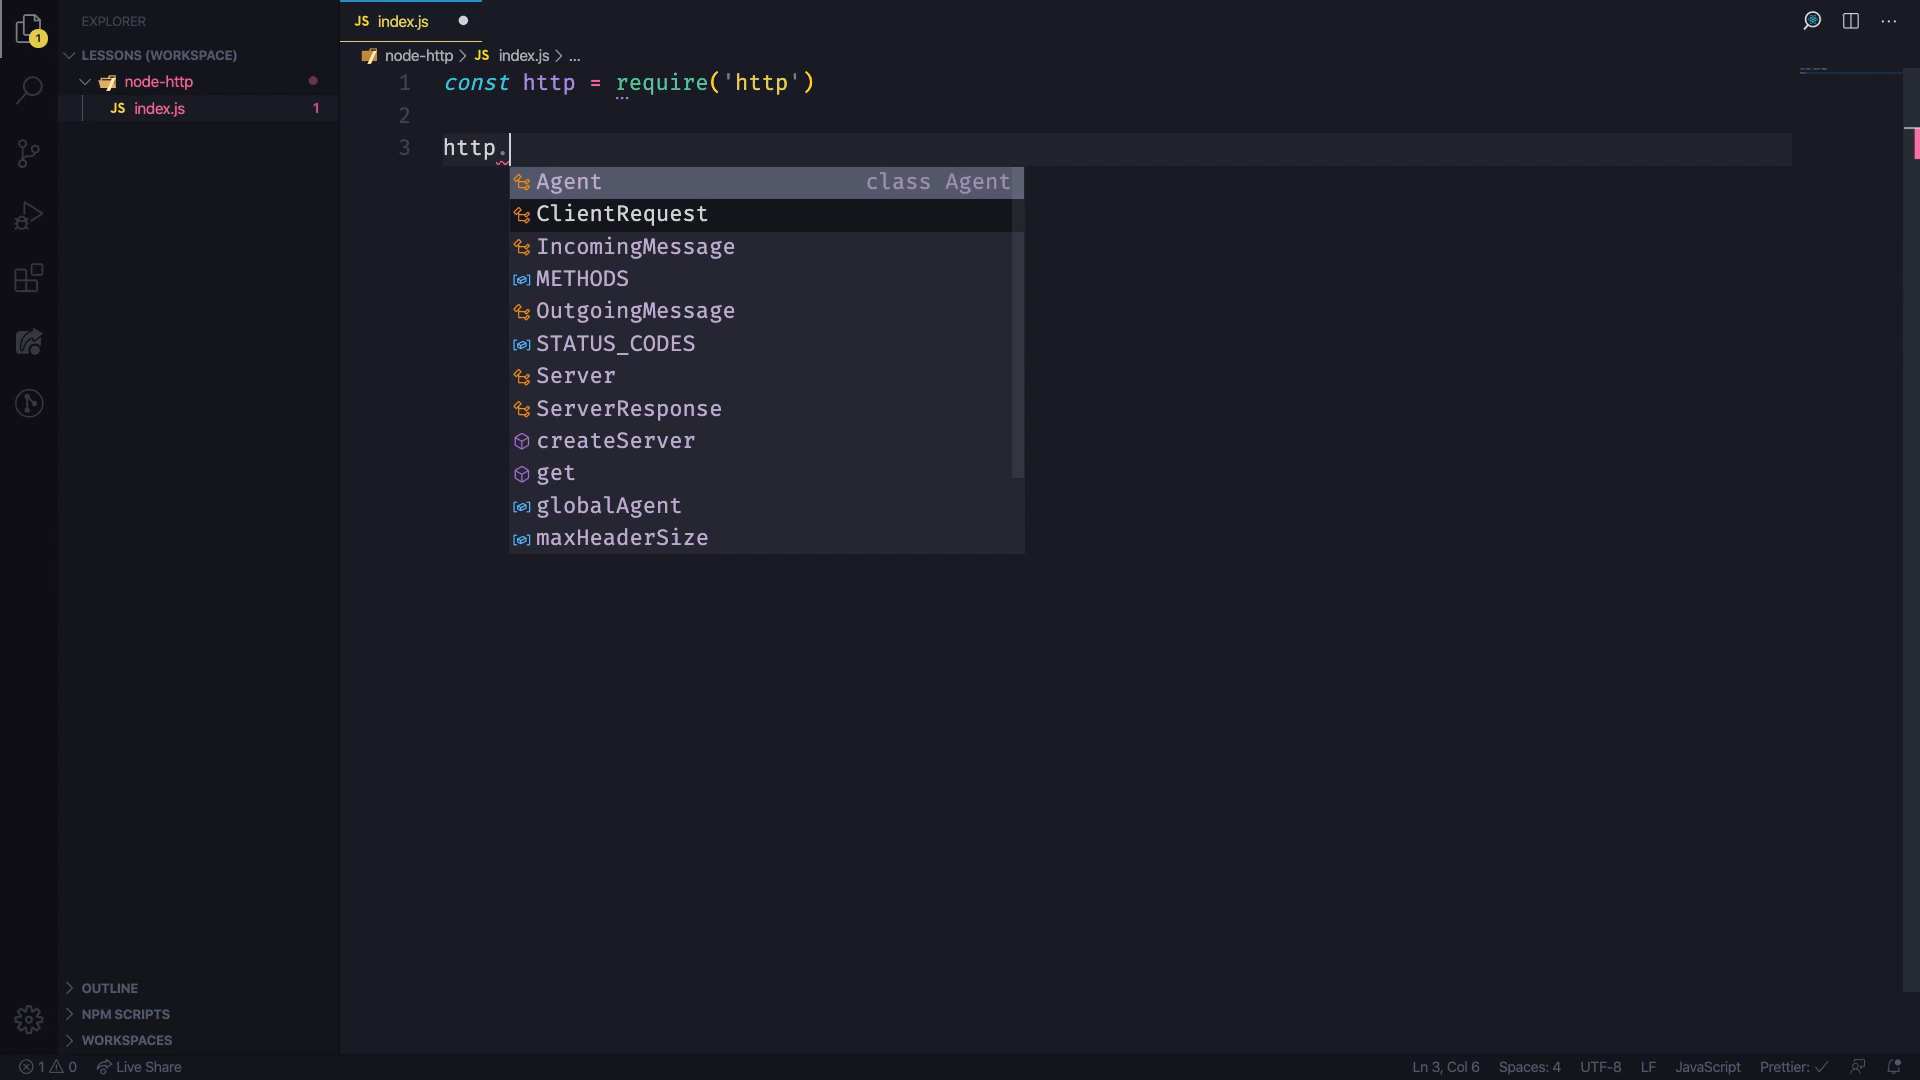 EXPLORER
LESSONS (WORKSPACE)
node-http
JS index.js 1
1
JS index.js
node-http > JS index.js > ...
1 const http = require('http')
2
3 http.
Agent class Agent
ClientRequest
IncomingMessage
METHODS
OutgoingMessage
STATUS_CODES
Server
ServerResponse
createServer
get
globalAgent
maxHeaderSize
OUTLINE
NPM SCRIPTS
WORKSPACES
1 0 Live Share
Ln 3, Col 6 Spaces: 4 UTF-8 LF JavaScript Prettier: ✓